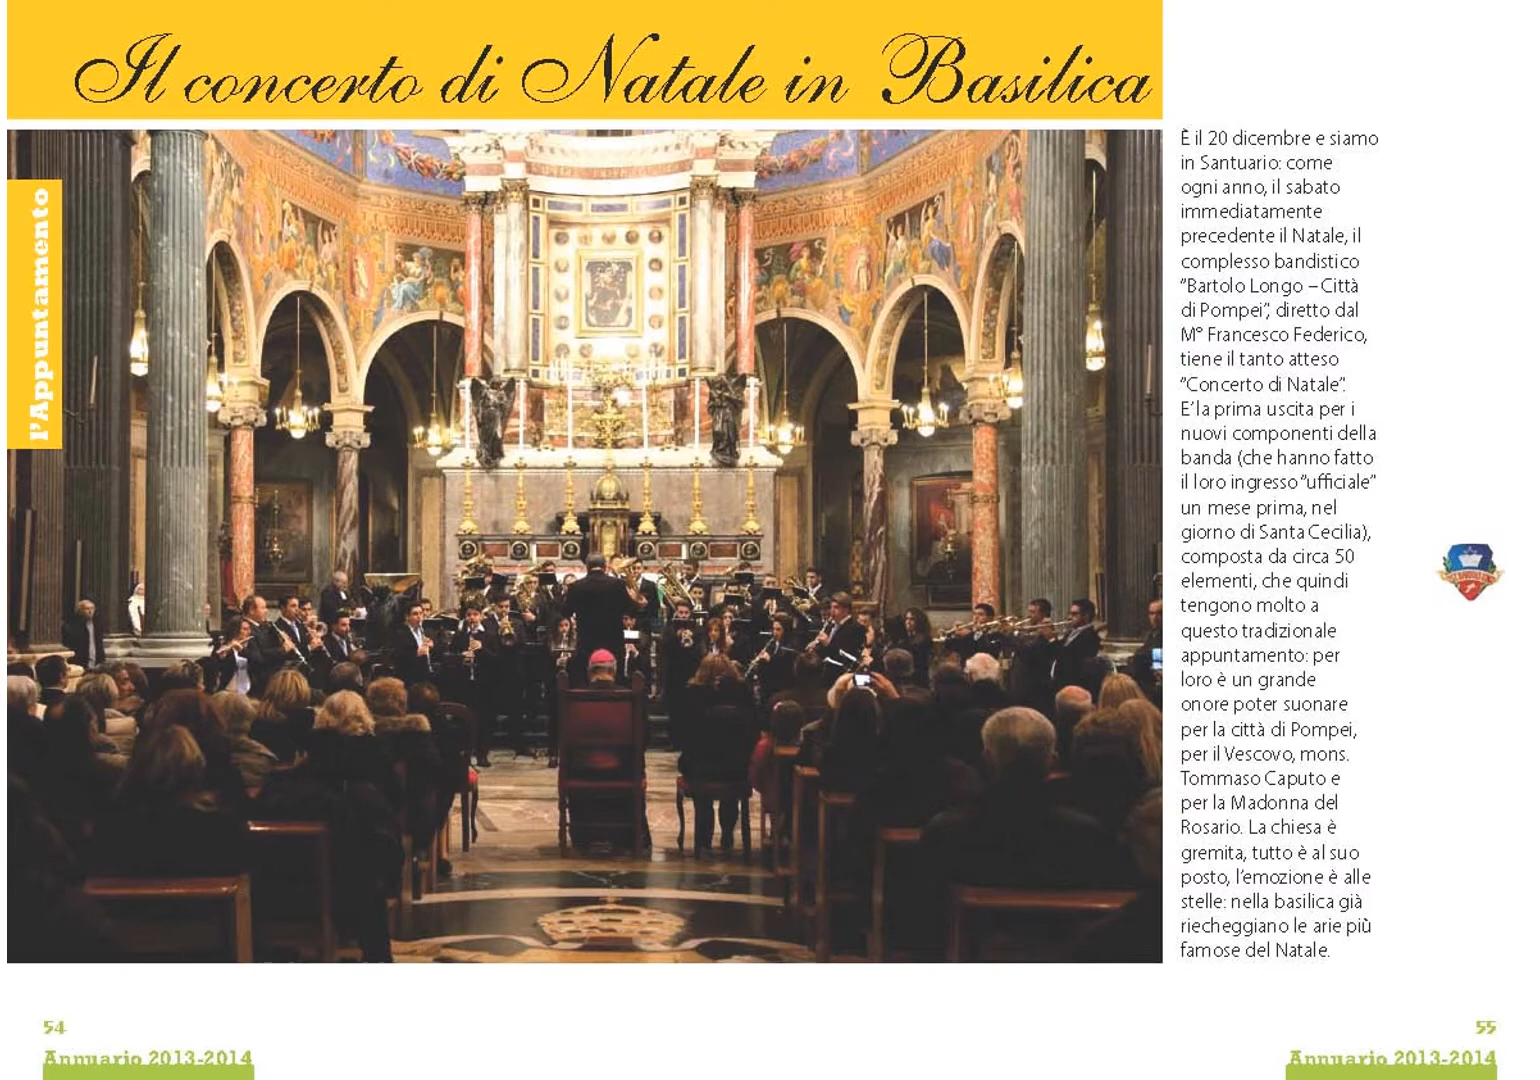 Il concerto di Natale in Basilica
l'Appuntamento
È il 20 dicembre e siamo
in Santuario: come
ogni anno, il sabato
immediatamente
precedente il Natale, il
complesso bandistico
"Bartolo Longo – Città
di Pompei", diretto dal
M° Francesco Federico,
tiene il tanto atteso
"Concerto di Natale".
E' la prima uscita per i
nuovi componenti della
banda (che hanno fatto
il loro ingresso "ufficiale"
un mese prima, nel
giorno di Santa Cecilia),
composta da circa 50
elementi, che quindi
tengono molto a
questo tradizionale
appuntamento: per
loro è un grande
onore poter suonare
per la città di Pompei,
per il Vescovo, mons.
Tommaso Caputo e
per la Madonna del
Rosario. La chiesa è
gremita, tutto è al suo
posto, l'emozione è alle
stelle: nella basilica già
riecheggiano le arie più
famose del Natale.
54
Annuario 2013-2014
55
Annuario 2013-2014